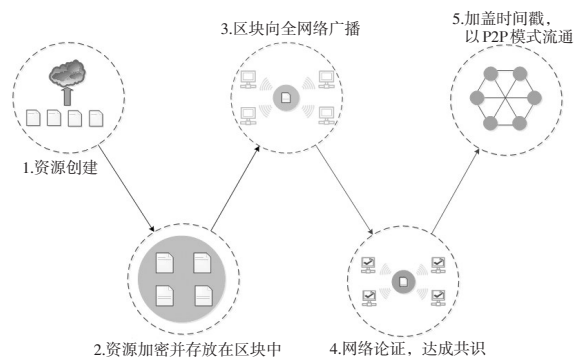 1.资源创建
2.资源加密并存放在区块中
3.区块向全网络广播
4.网络论证，达成共识
5.加盖时间戳，
以P2P模式流通